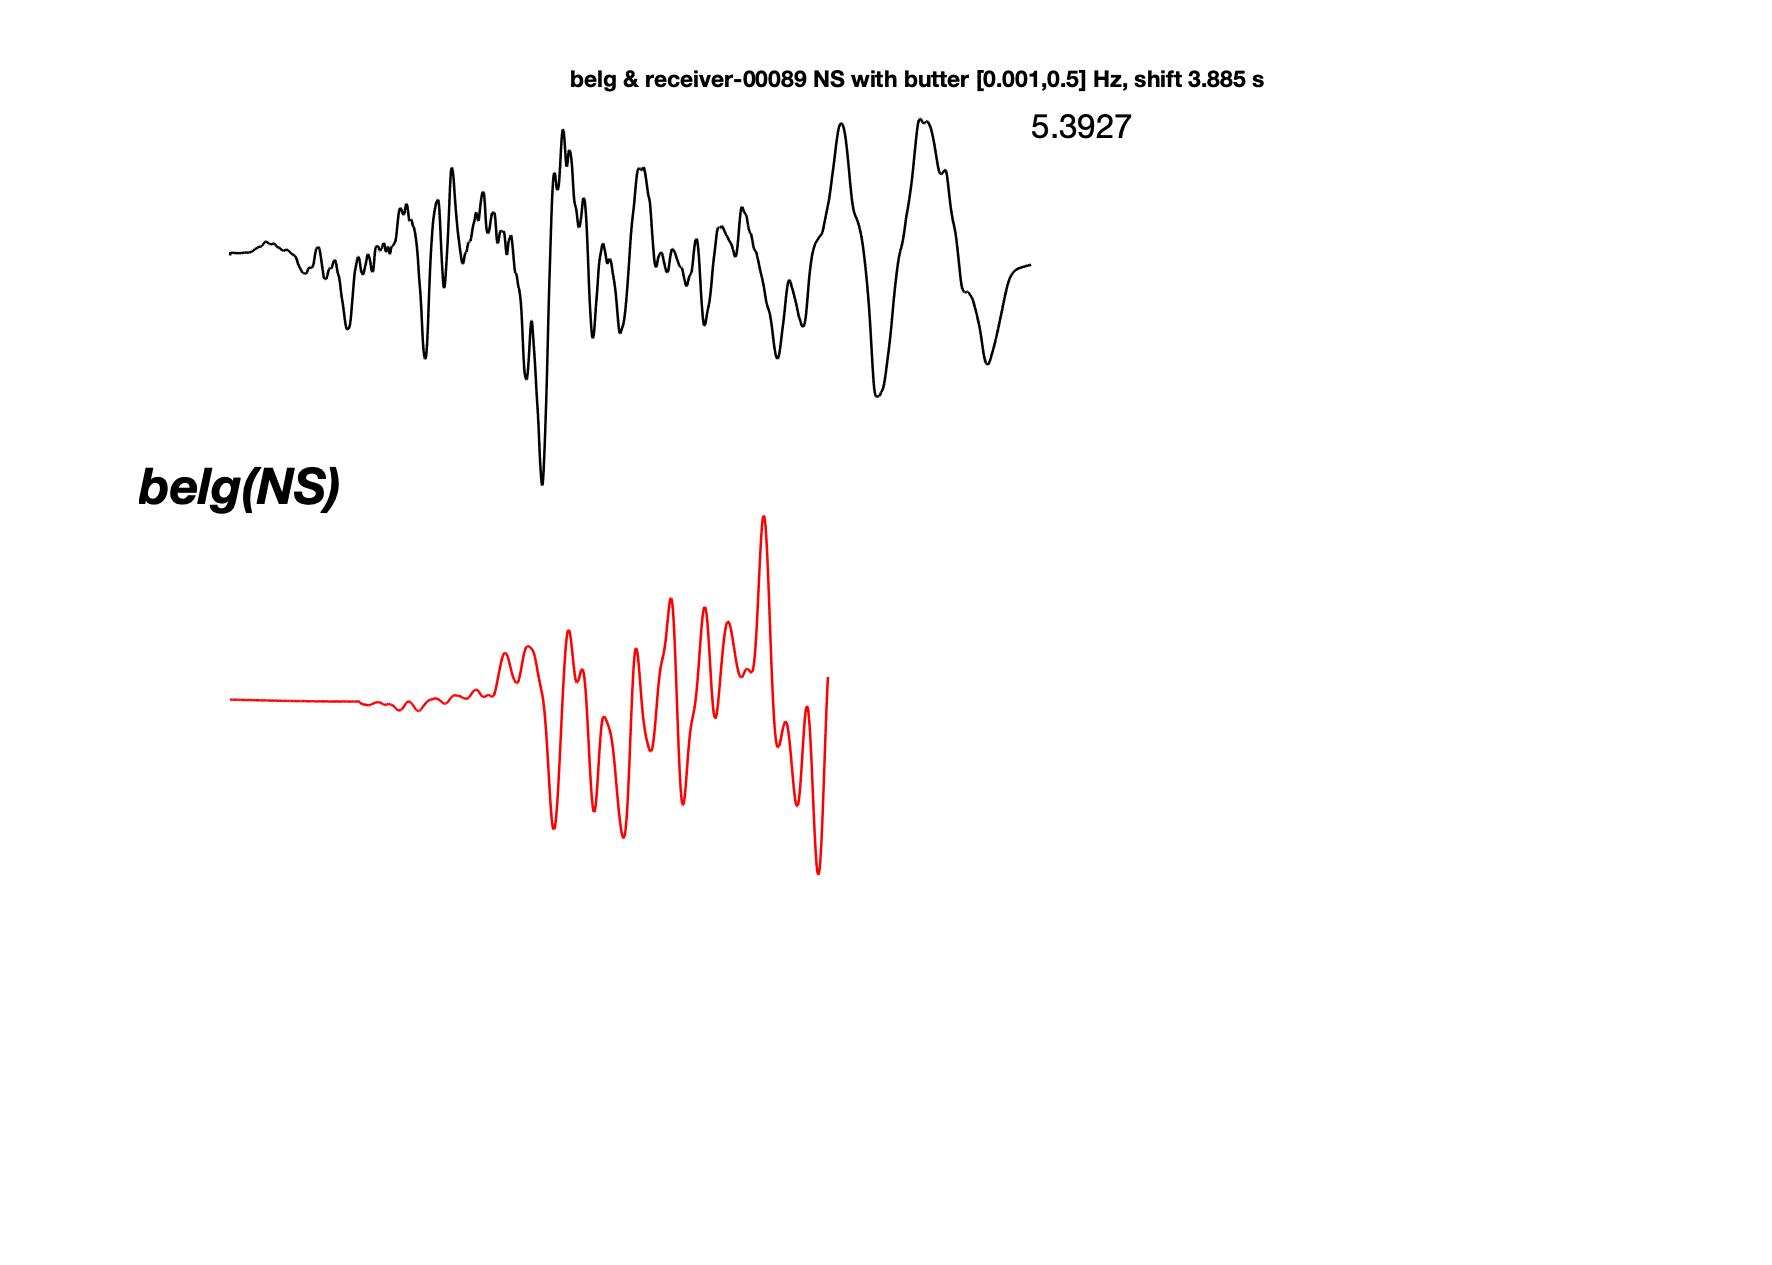 belg & receiver-00089 NS with butter [0.001,0.5] Hz, shift 3.885 s
5.3927
belg(NS)